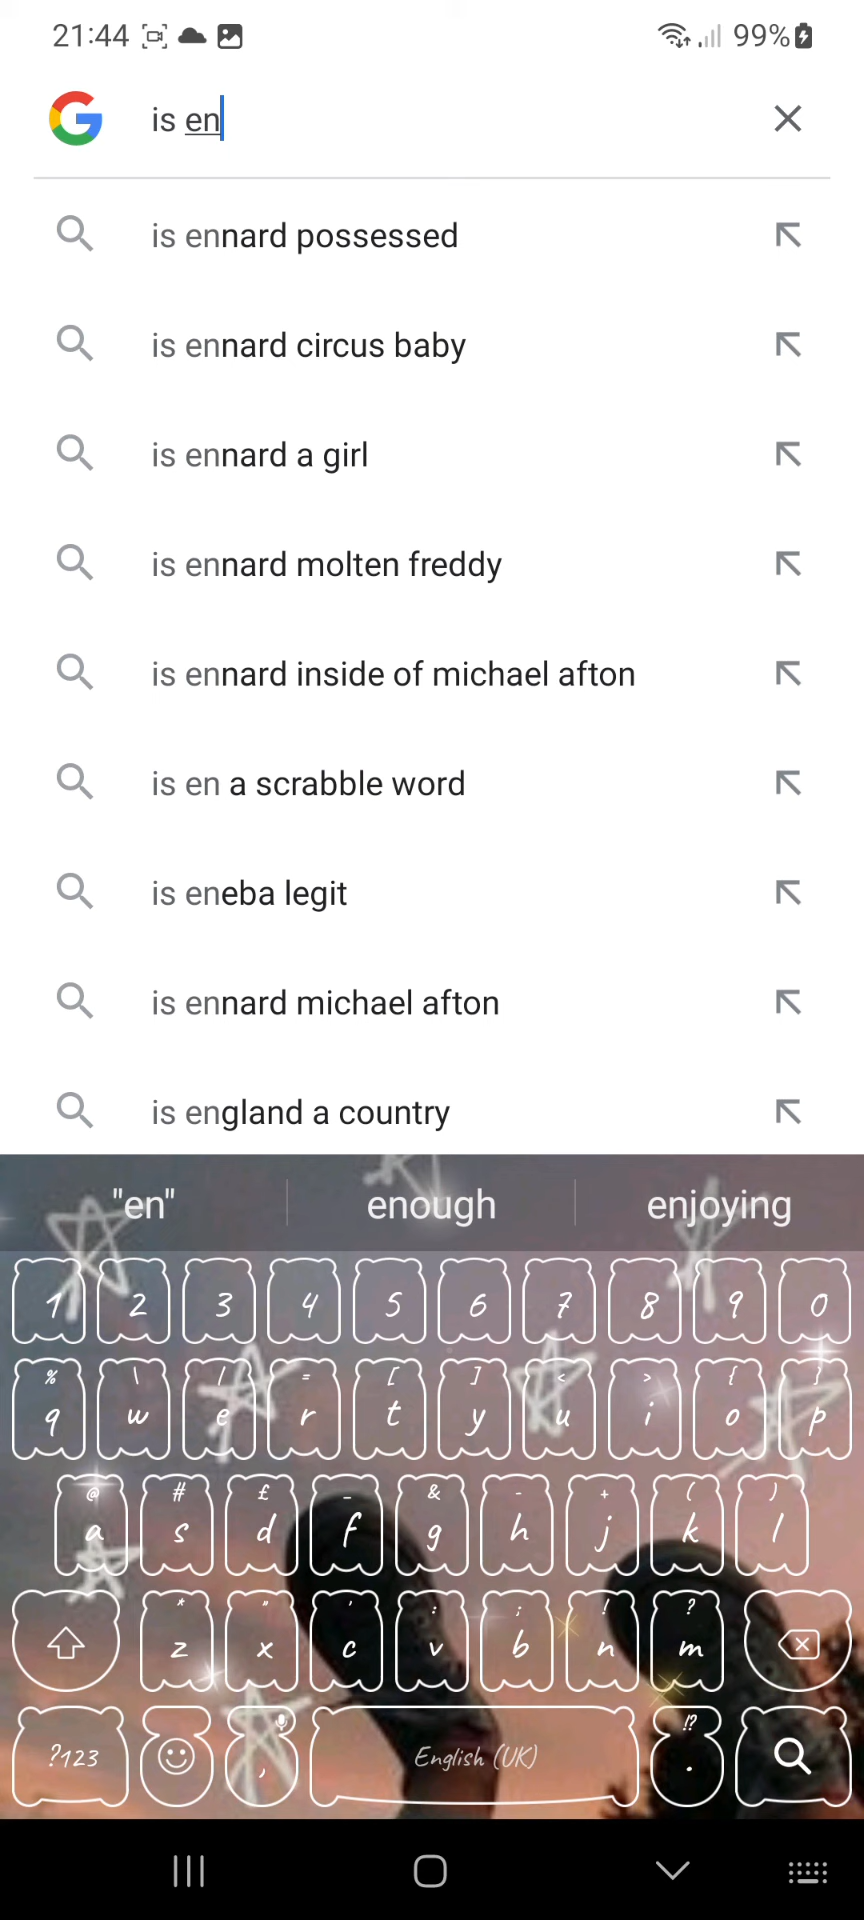 21:44 99%
is en
is ennard possessed
is ennard circus baby
is ennard a girl
is ennard molten freddy
is ennard inside of michael afton
is en a scrabble word
is eneba legit
is ennard michael afton
is england a country
"en" enough enjoying
1 2 3 4 5 6 7 8 9 0
% \ / = [ ] < > { }
q w e r t y u i o p
@ # £ _ & - + ( )
a s d f g h j k l
* " ' : ; ! ?
z x c v b n m
!?
?123 , English (UK) .